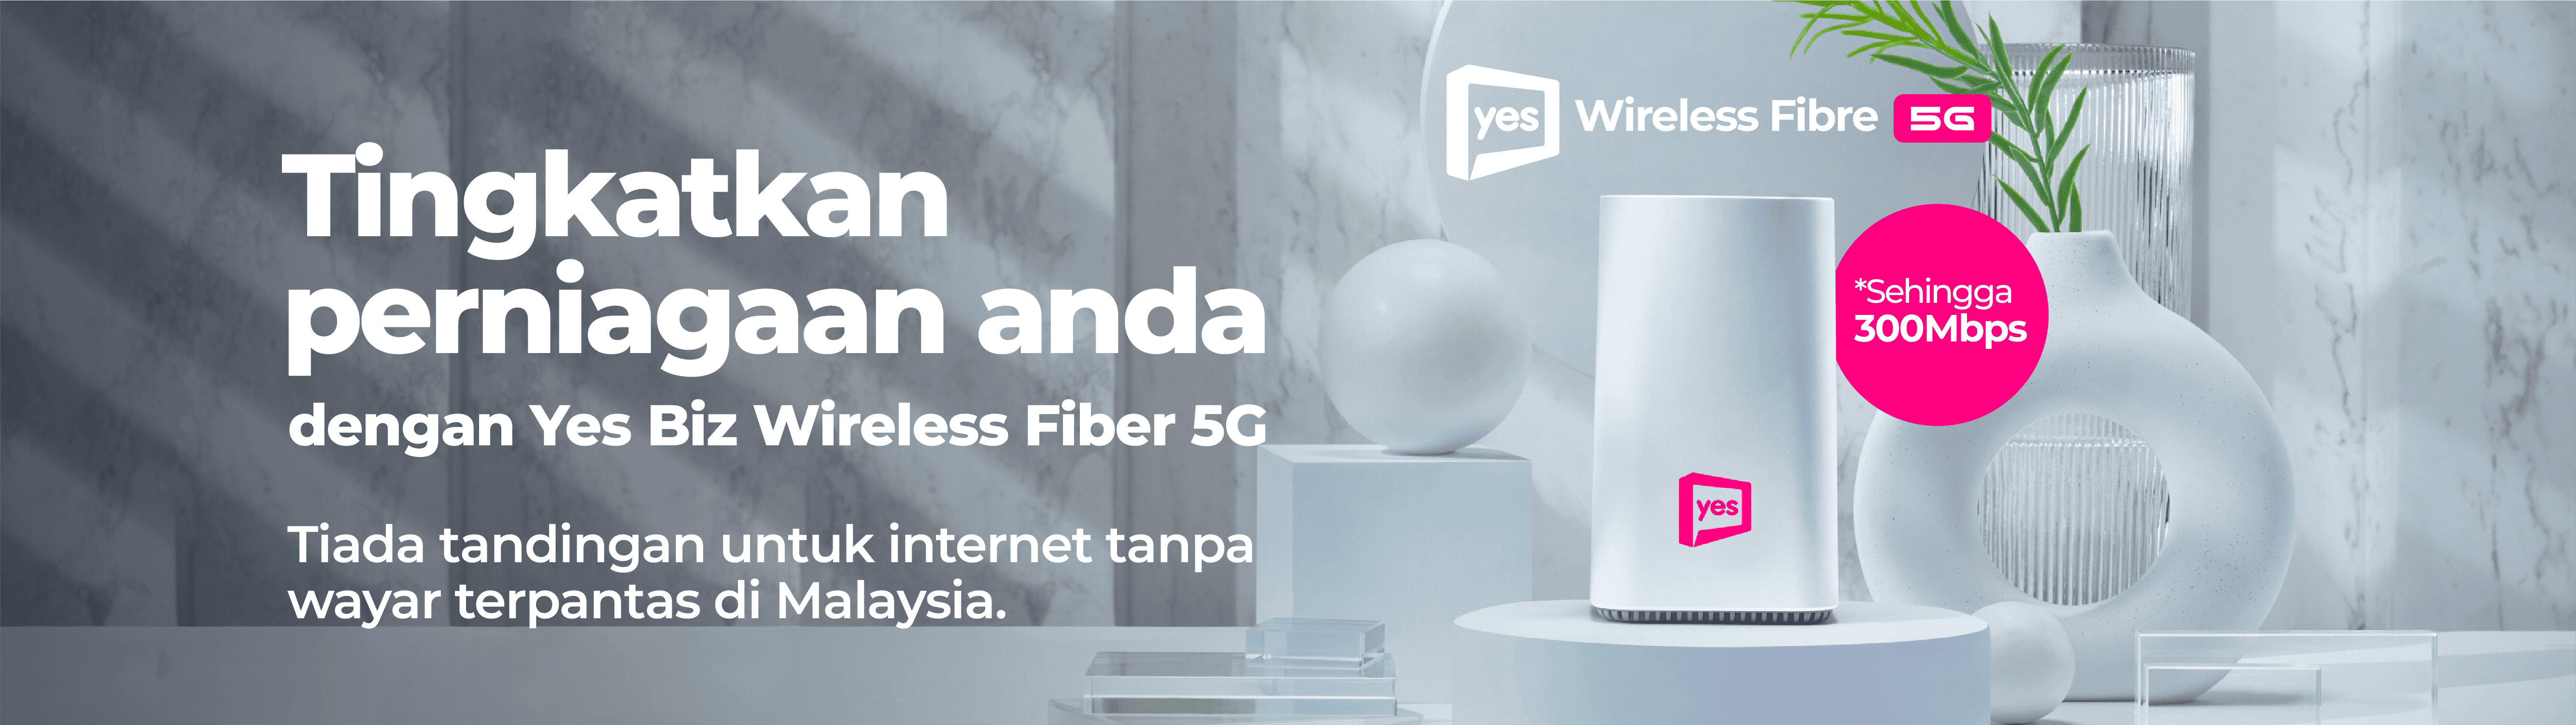 Tingkatkan
perniagaan anda
dengan Yes Biz Wireless Fiber 5G
Tiada tandingan untuk internet tanpa
wayar terpantas di Malaysia.
yes Wireless Fibre 5G
*Sehingga
300Mbps
yes